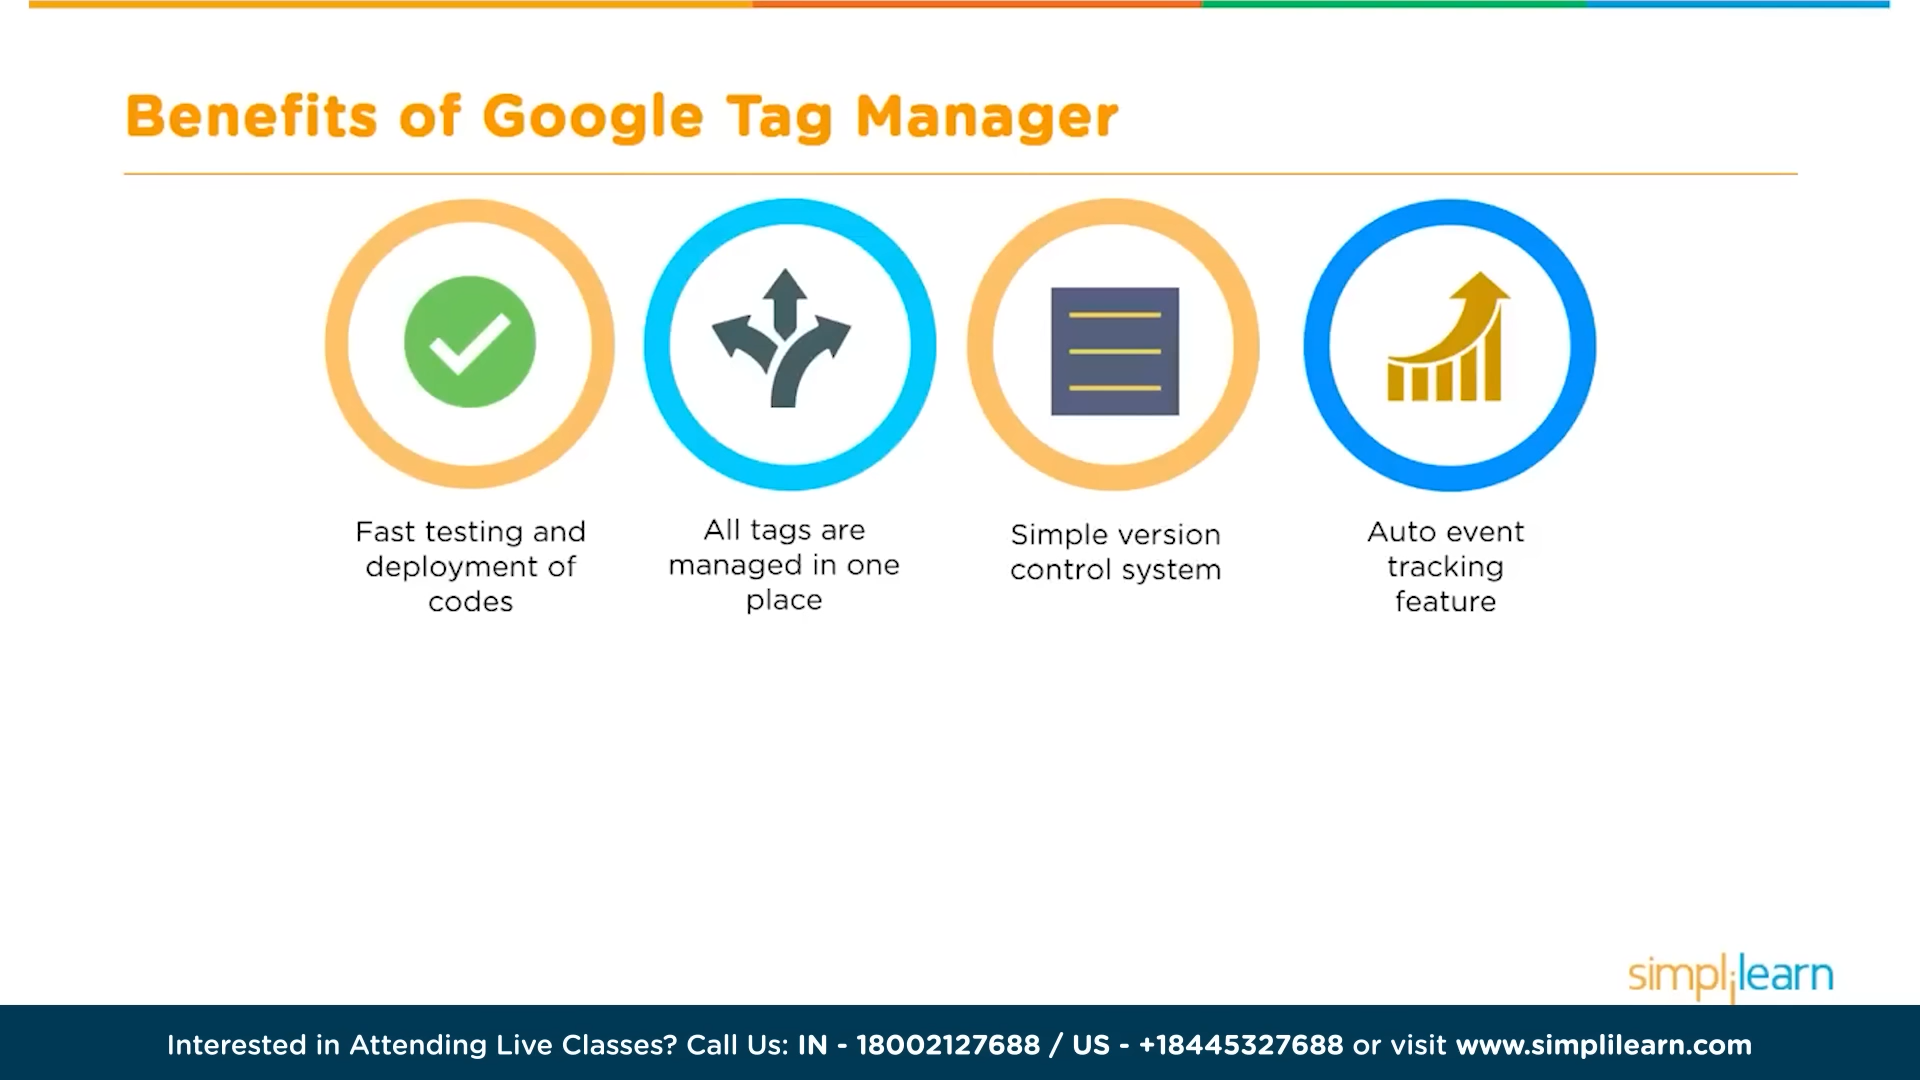 Benefits of Google Tag Manager
Fast testing and
deployment of
codes
All tags are
managed in one
place
Simple version
control system
Auto event
tracking
feature
simplilearn
Interested in Attending Live Classes? Call Us: IN - 18002127688 / US - +18445327688 or visit www.simplilearn.com